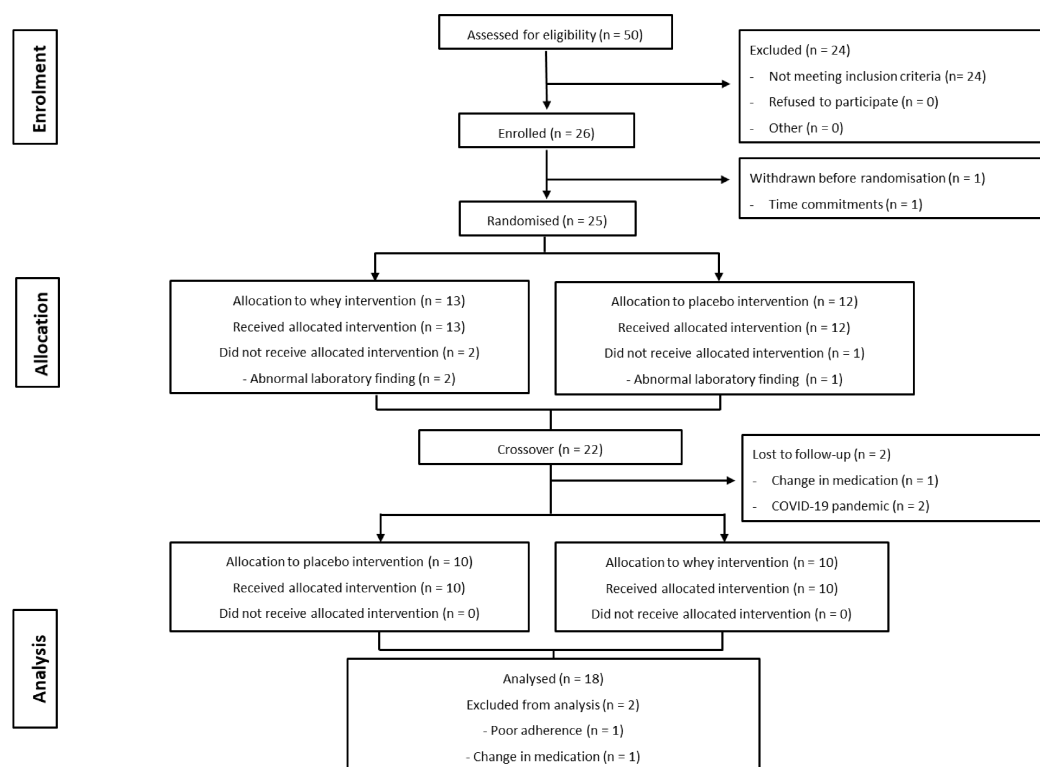 Enrolment
Assessed for eligibility (n = 50)
Excluded (n = 24)
- Not meeting inclusion criteria (n= 24)
- Refused to participate (n = 0)
- Other (n = 0)
Enrolled (n = 26)
Withdrawn before randomisation (n = 1)
- Time commitments (n = 1)
Randomised (n = 25)
Allocation
Allocation to whey intervention (n = 13)
Received allocated intervention (n = 13)
Did not receive allocated intervention (n = 2)
- Abnormal laboratory finding (n = 2)
Allocation to placebo intervention (n = 12)
Received allocated intervention (n = 12)
Did not receive allocated intervention (n = 1)
- Abnormal laboratory finding (n = 1)
Crossover (n = 22)
Lost to follow-up (n = 2)
- Change in medication (n = 1)
- COVID-19 pandemic (n = 2)
Allocation to placebo intervention (n = 10)
Received allocated intervention (n = 10)
Did not receive allocated intervention (n = 0)
Allocation to whey intervention (n = 10)
Received allocated intervention (n = 10)
Did not receive allocated intervention (n = 0)
Analysis
Analysed (n = 18)
Excluded from analysis (n = 2)
- Poor adherence (n = 1)
- Change in medication (n = 1)